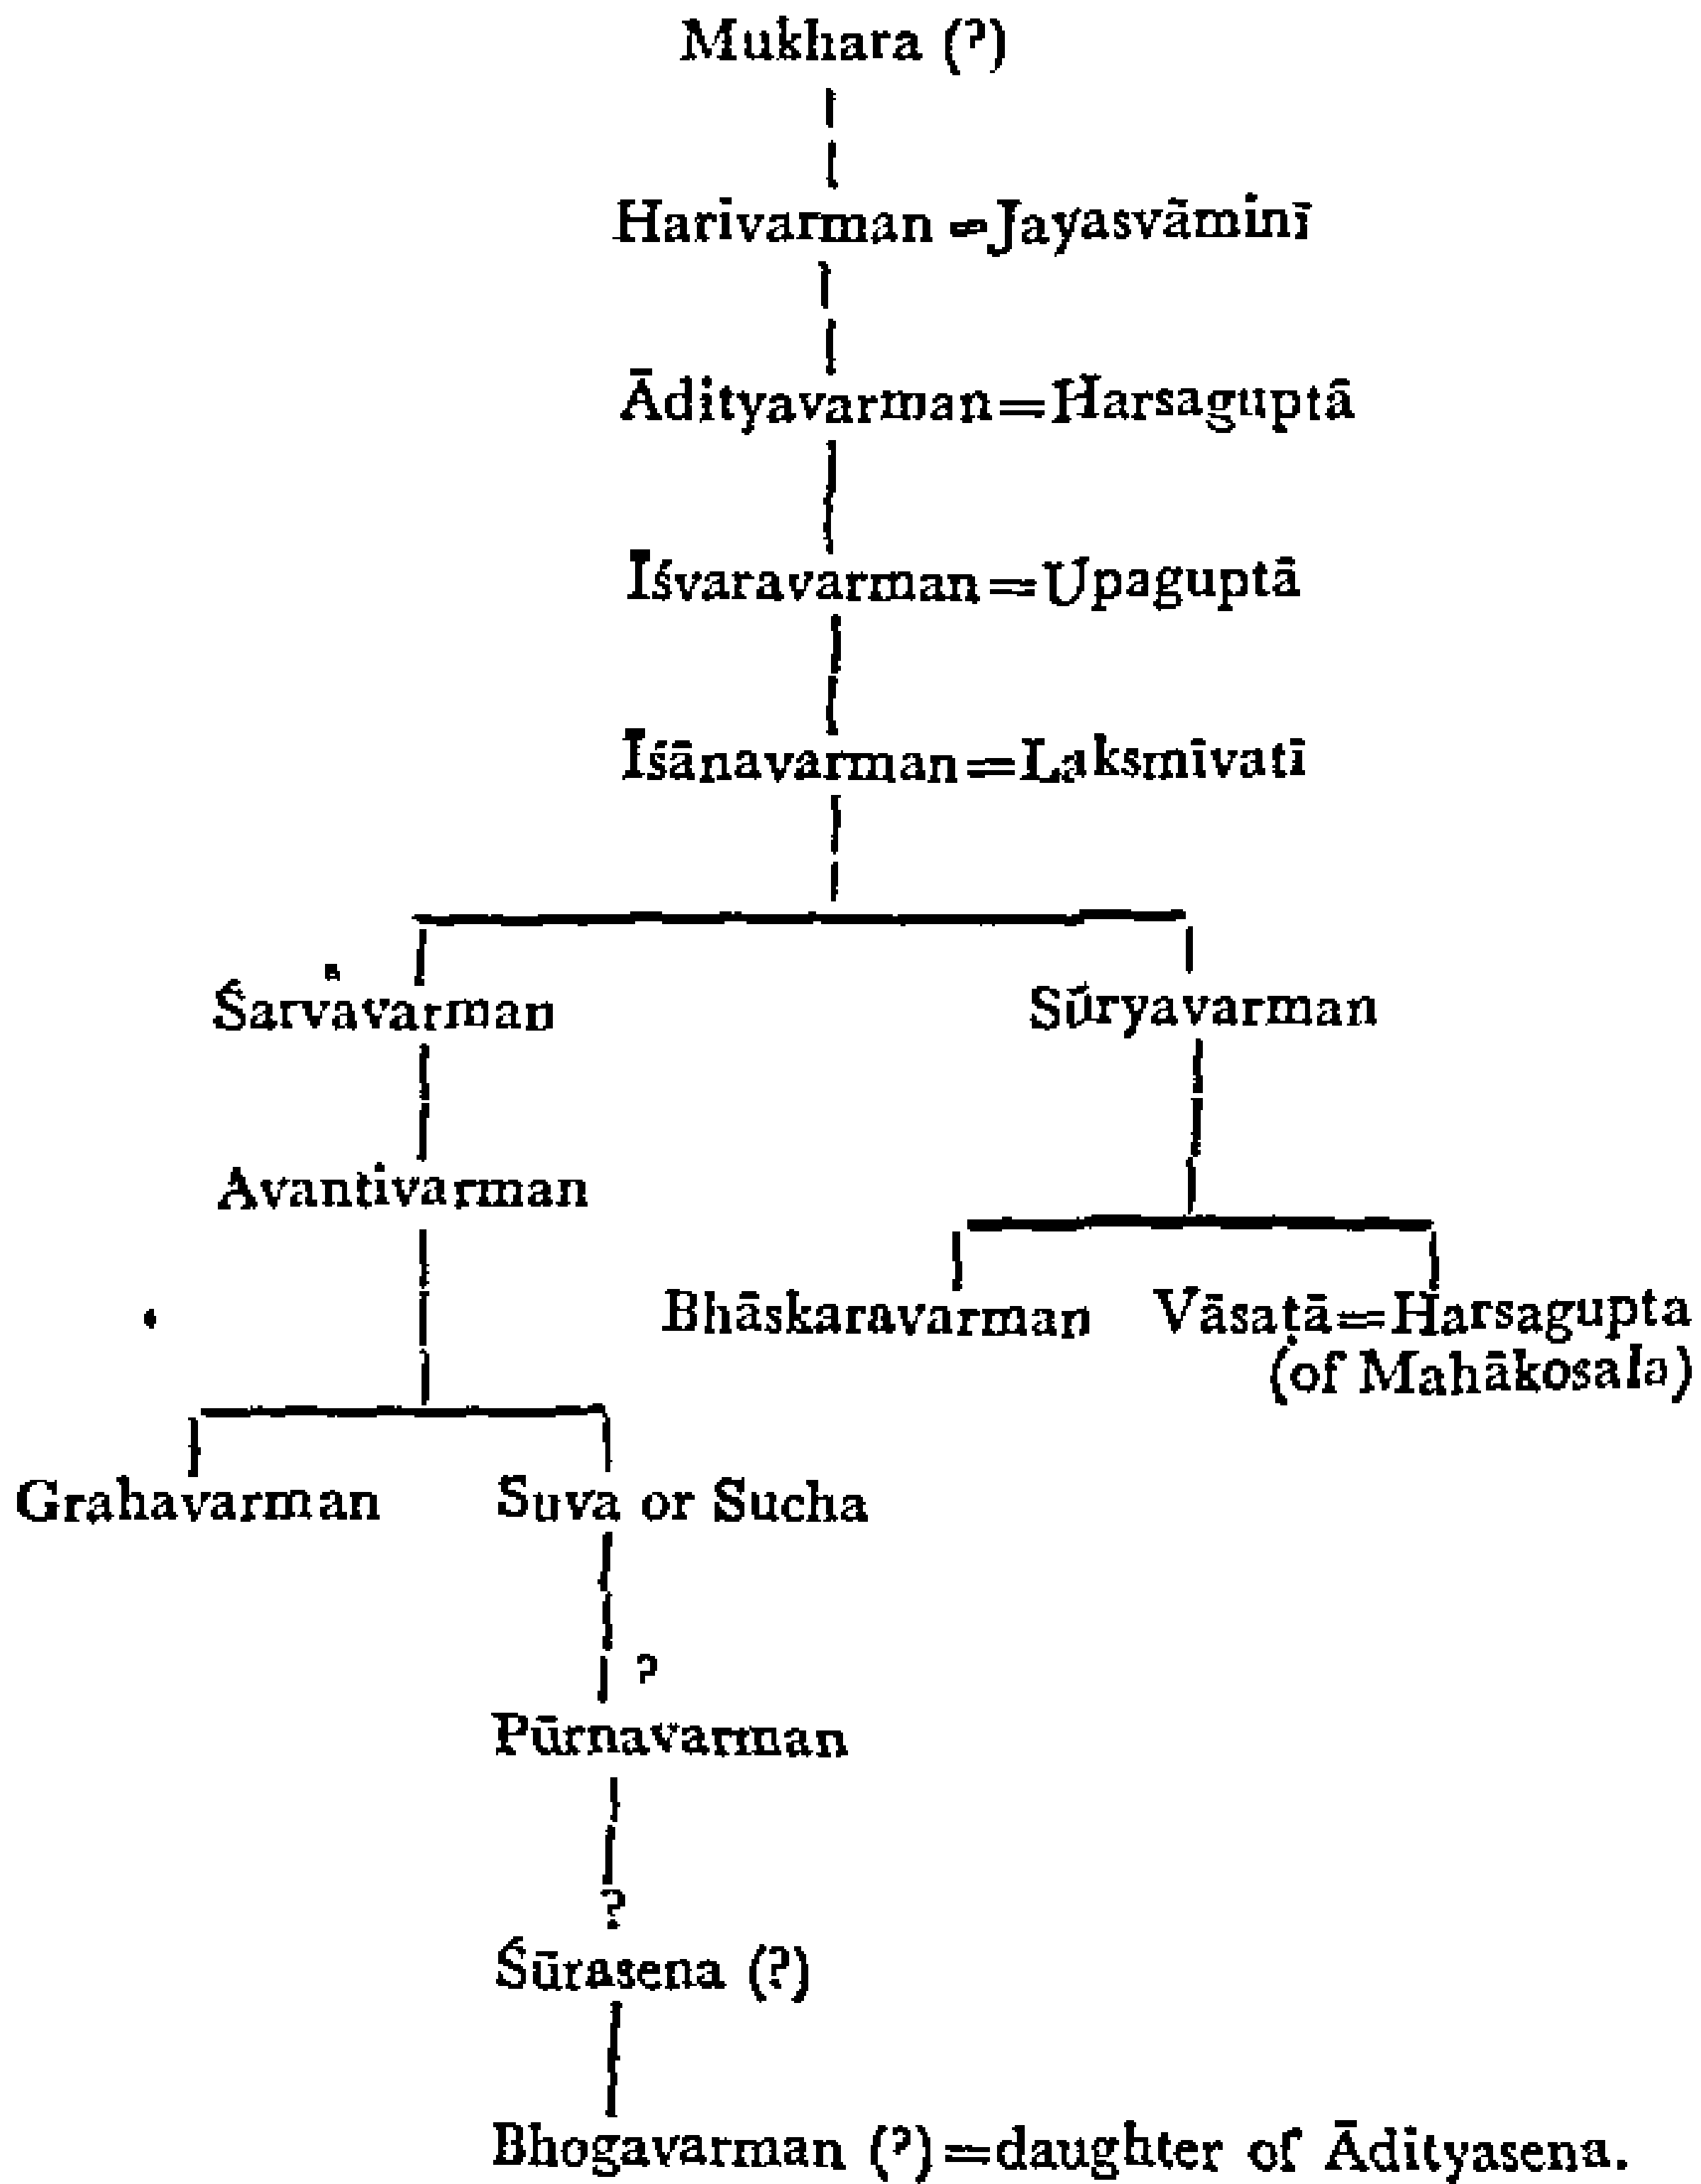 Mukhara (?)
Harivarman = Jayasvāminī
Ādityavarman=Harsaguptā
Īśvaravarman=Upaguptā
Īśānavarman=Laksmīvatī
Śarvavarman Sūryavarman
Avantivarman
Bhāskaravarman Vāsaṭā=Harsagupta
(of Mahākosala)
Grahavarman Suva or Sucha
?
Pūrnavarman
?
Śūrasena (?)
Bhogavarman (?)=daughter of Ādityasena.